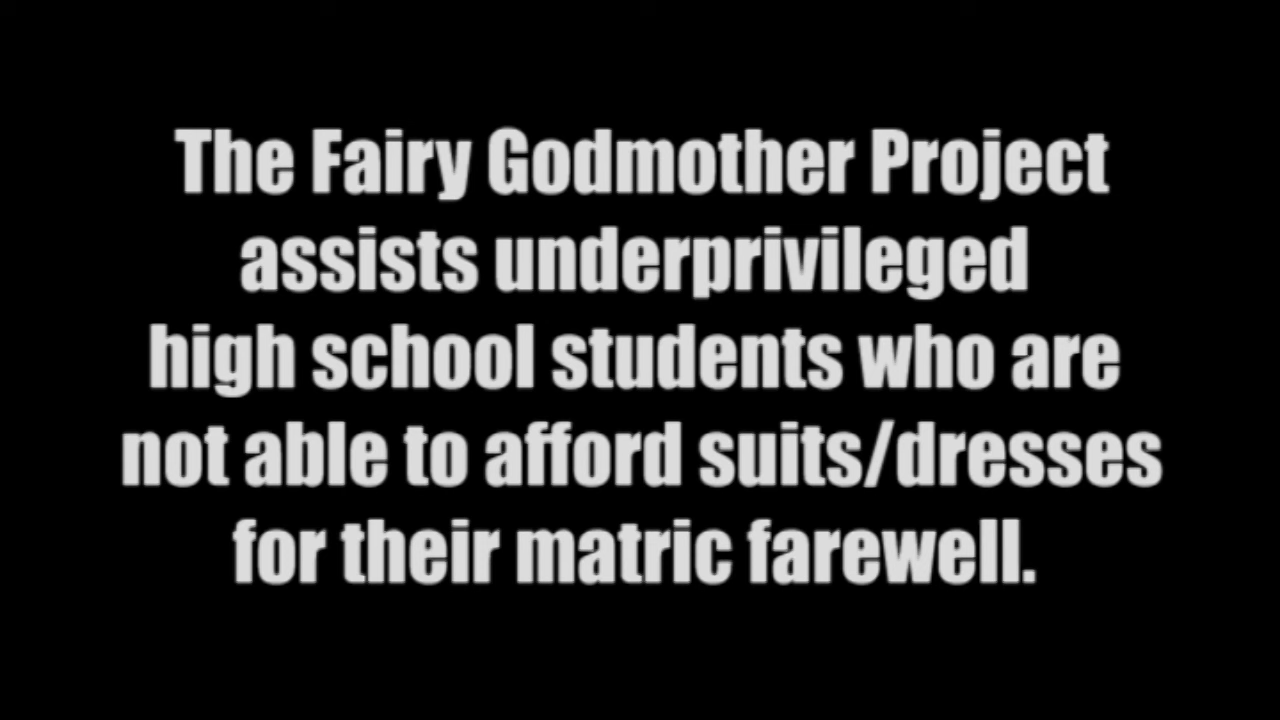 The Fairy Godmother Project
assists underprivileged
high school students who are
not able to afford suits/dresses
for their matric farewell.